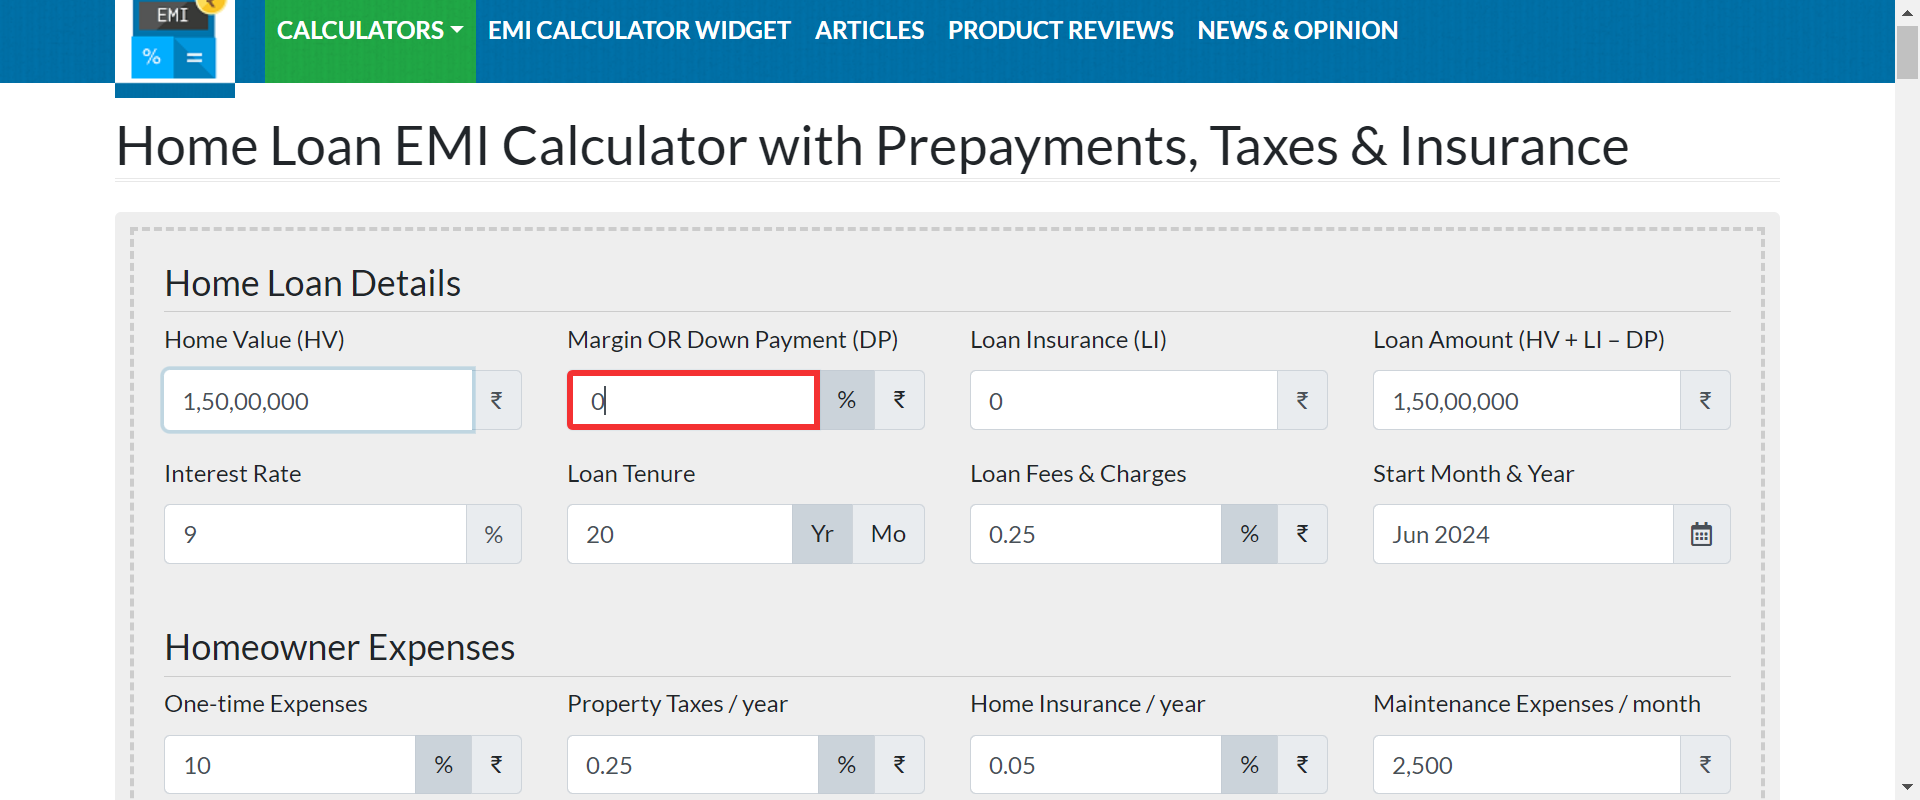 EMI
₹
%
=
CALCULATORS EMI CALCULATOR WIDGET ARTICLES PRODUCT REVIEWS NEWS & OPINION
Home Loan EMI Calculator with Prepayments, Taxes & Insurance
Home Loan Details
Home Value (HV) Margin OR Down Payment (DP) Loan Insurance (LI) Loan Amount (HV + LI – DP)
1,50,00,000 ₹ 0 % ₹ 0 ₹ 1,50,00,000 ₹
Interest Rate Loan Tenure Loan Fees & Charges Start Month & Year
9 % 20 Yr Mo 0.25 % ₹ Jun 2024
Homeowner Expenses
One-time Expenses Property Taxes / year Home Insurance / year Maintenance Expenses / month
10 % ₹ 0.25 % ₹ 0.05 % ₹ 2,500 ₹